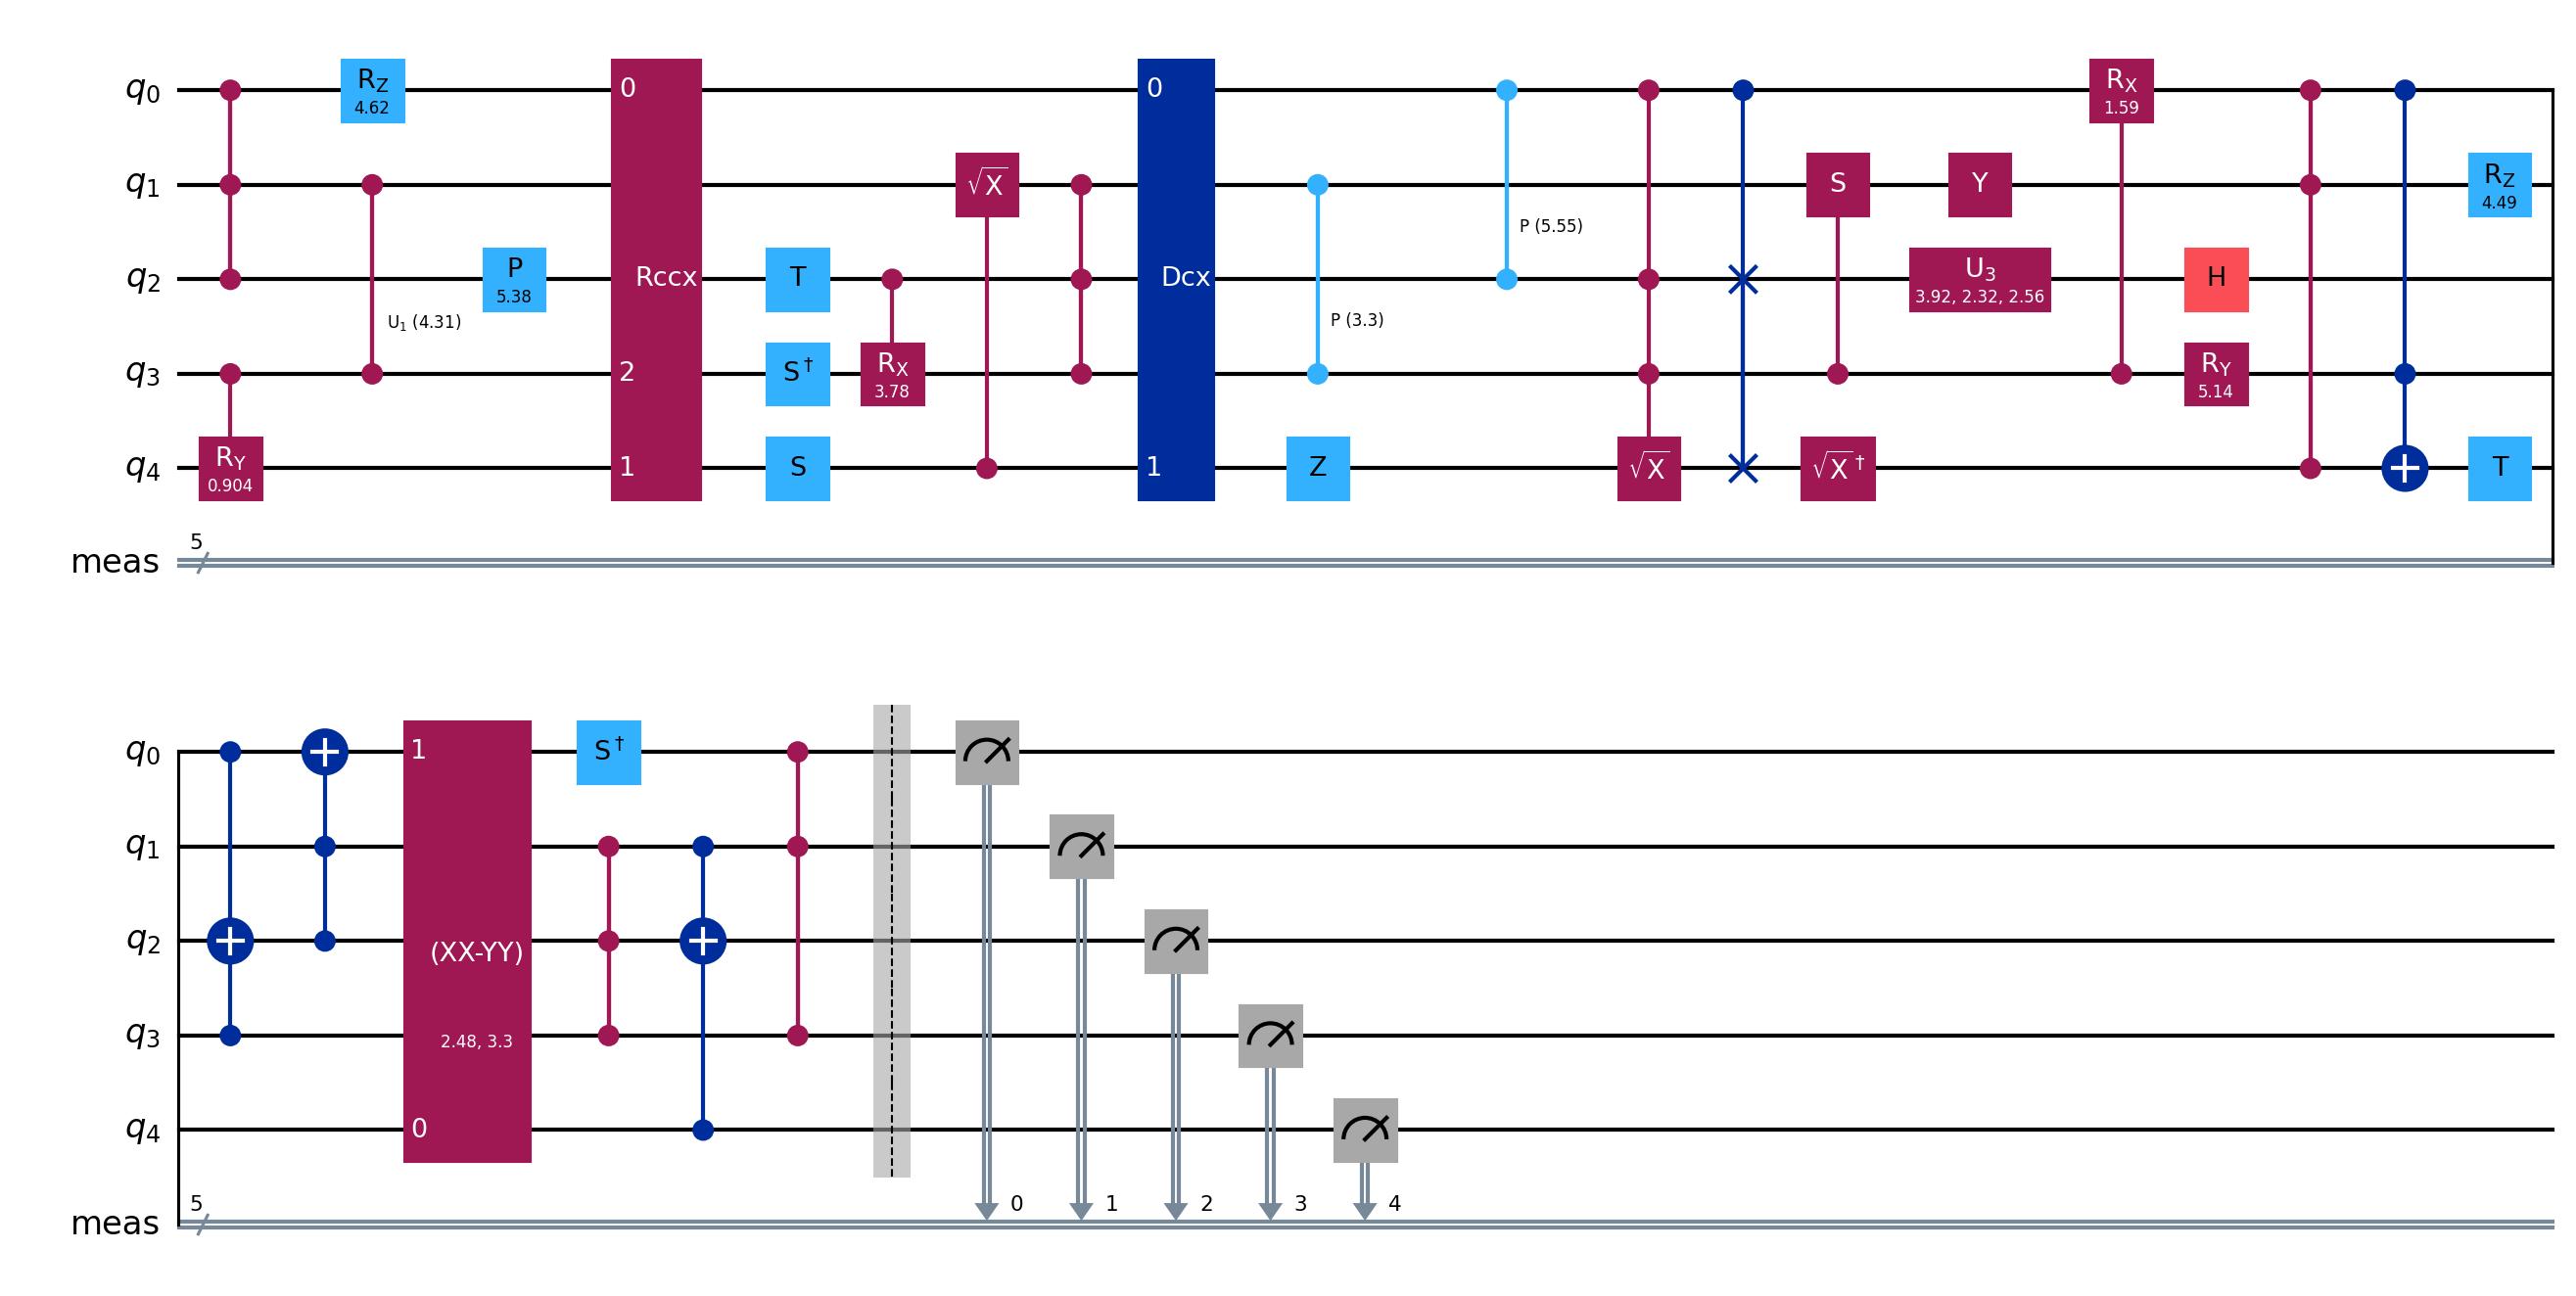 q0 RZ 4.62 0 0 P (5.55) RX 1.59
q1 U1 (4.31) √X P (3.3) S Y RZ 4.49
q2 P 5.38 Rccx T Dcx U3 3.92, 2.32, 2.56 H
q3 2 S† RX 3.78 RY 5.14
q4 RY 0.904 1 S 1 Z √X √X† T
meas 5
q0 1 S†
q1
q2 (XX-YY)
q3 2.48, 3.3
q4 0
meas 5 0 1 2 3 4